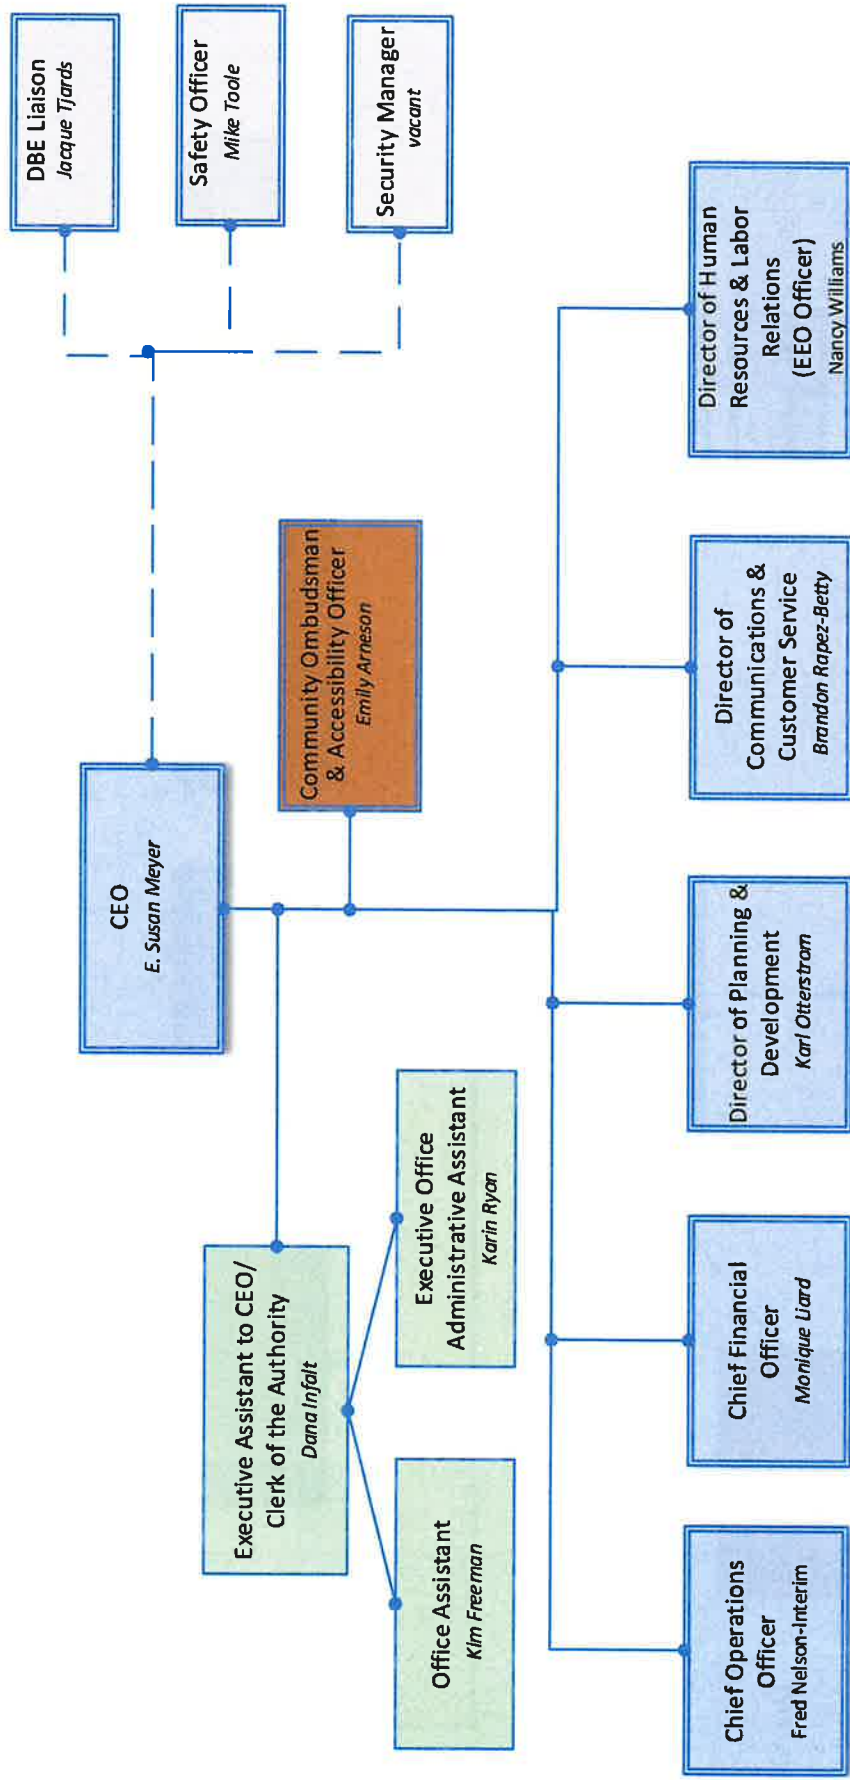 DBE Liaison
Jacque Tjards
Safety Officer
Mike Toole
Security Manager
vacant
CEO
E. Susan Meyer
Community Ombudsman
& Accessibility Officer
Emily Arneson
Executive Assistant to CEO/
Clerk of the Authority
Dana Infalt
Office Assistant
Kim Freeman
Executive Office
Administrative Assistant
Karin Ryan
Chief Operations
Officer
Fred Nelson-Interim
Chief Financial
Officer
Monique Liard
Director of Planning &
Development
Karl Otterstrom
Director of
Communications &
Customer Service
Brandon Rapez-Betty
Director of Human
Resources & Labor
Relations
(EEO Officer)
Nancy Williams